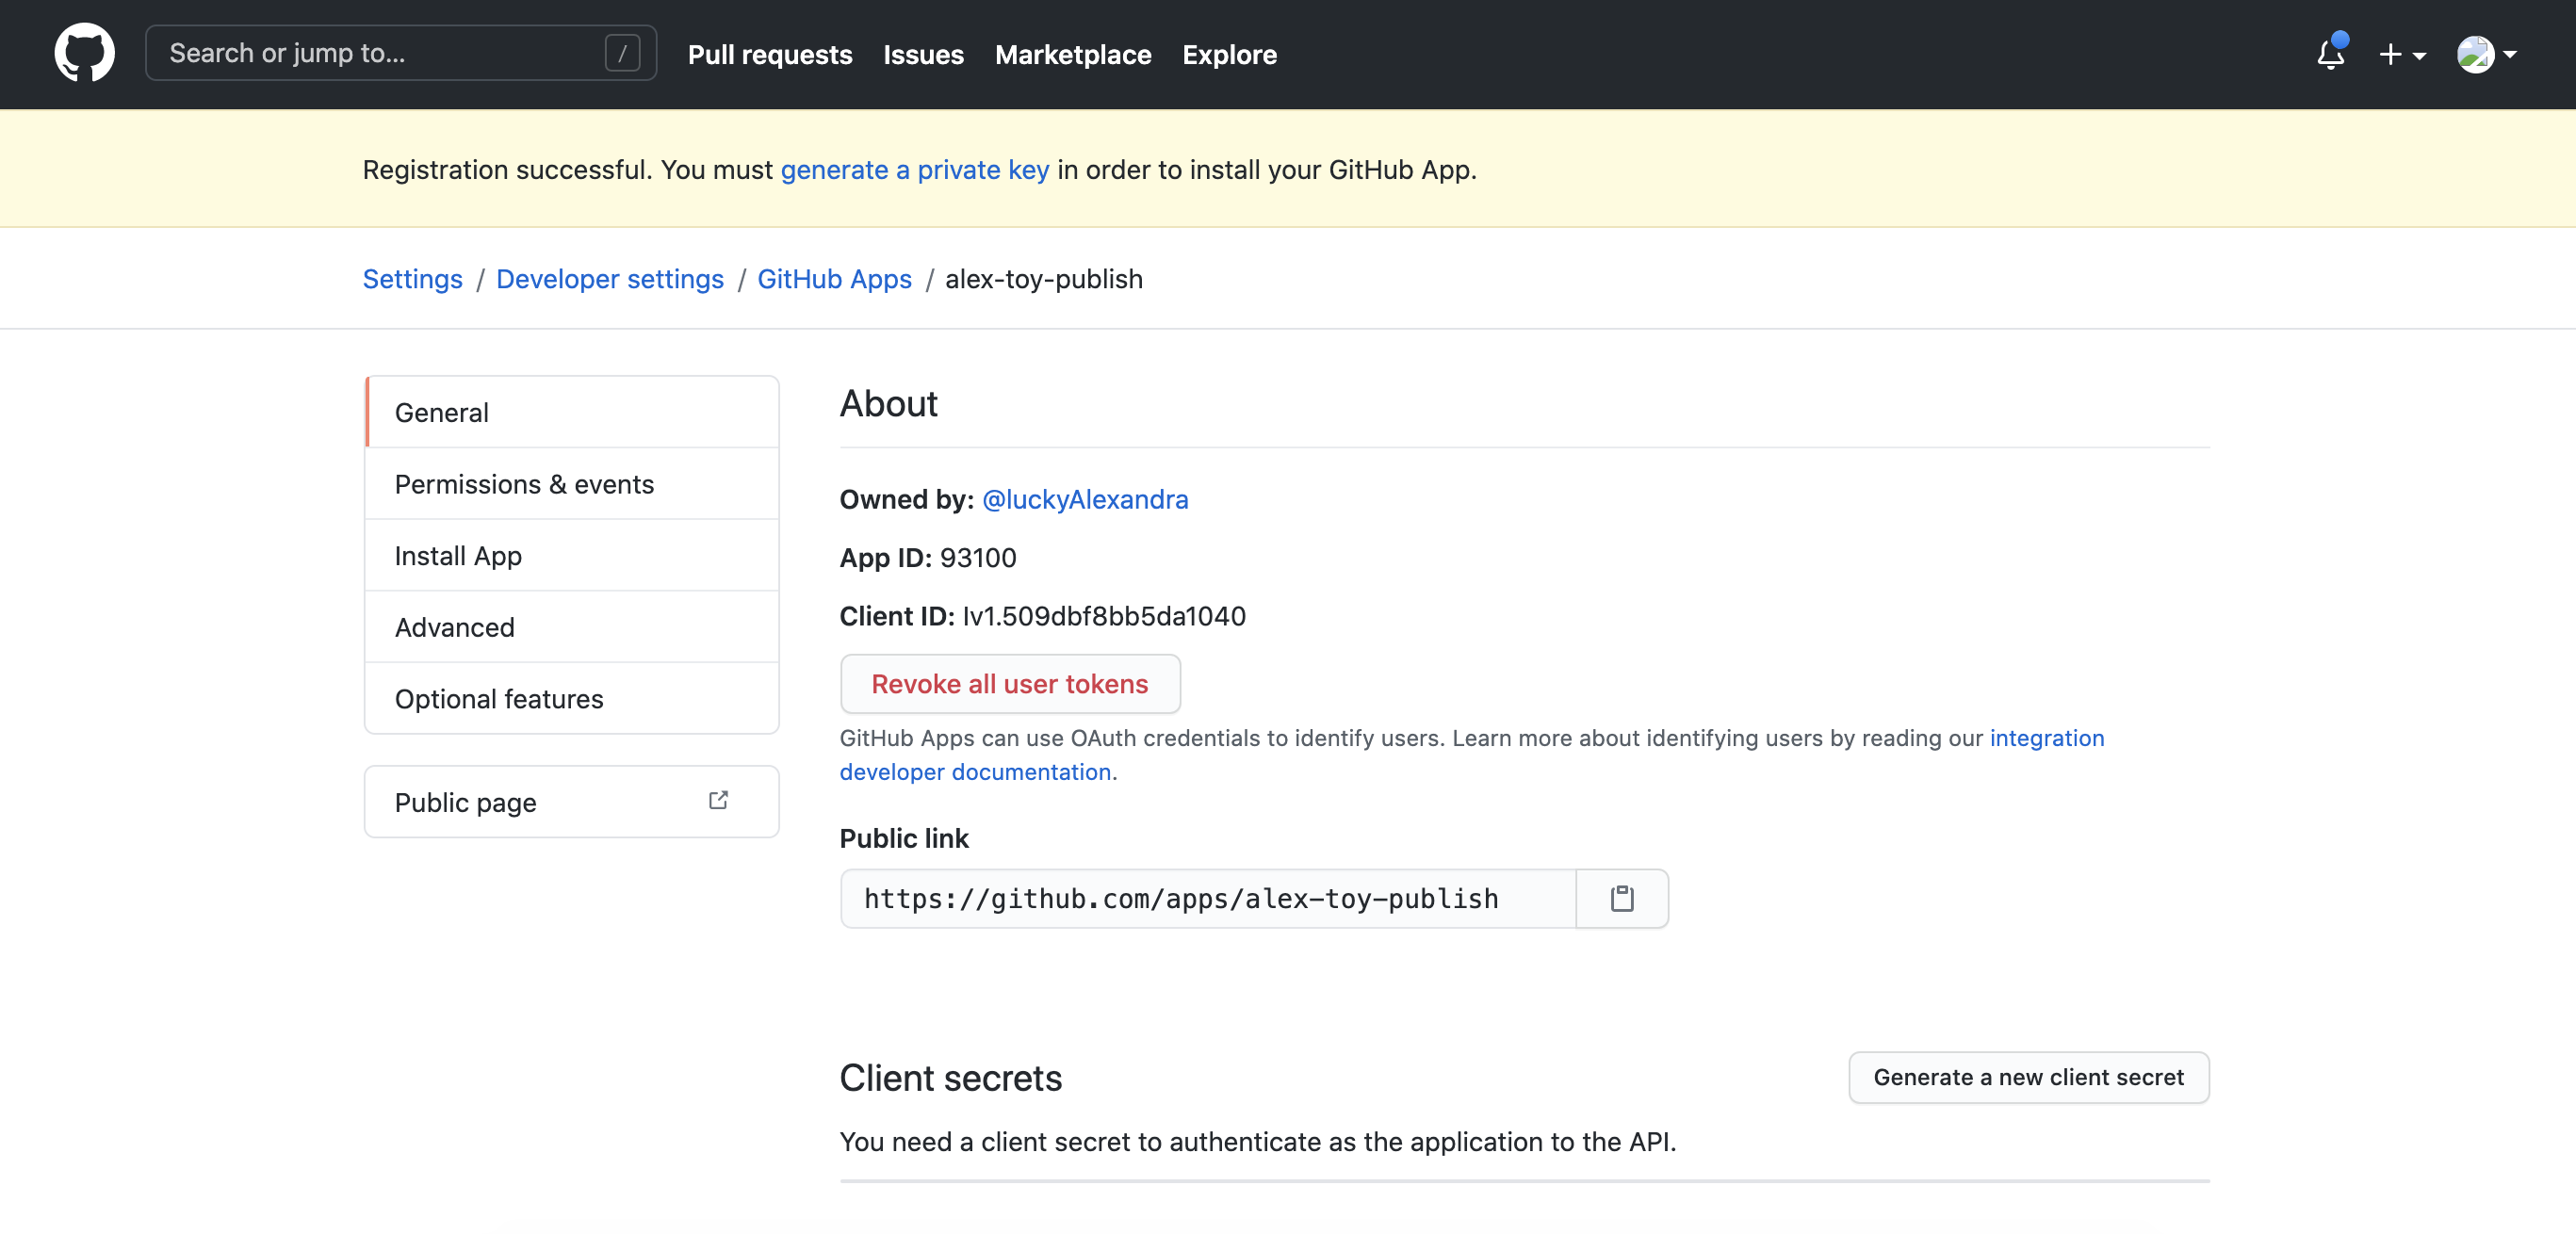 Search or jump to... /
Pull requests Issues Marketplace Explore
Registration successful. You must generate a private key in order to install your GitHub App.
Settings / Developer settings / GitHub Apps / alex-toy-publish
General
Permissions & events
Install App
Advanced
Optional features
Public page
About
Owned by: @luckyAlexandra
App ID: 93100
Client ID: Iv1.509dbf8bb5da1040
Revoke all user tokens
GitHub Apps can use OAuth credentials to identify users. Learn more about identifying users by reading our integration
developer documentation.
Public link
https://github.com/apps/alex-toy-publish
Client secrets
Generate a new client secret
You need a client secret to authenticate as the application to the API.